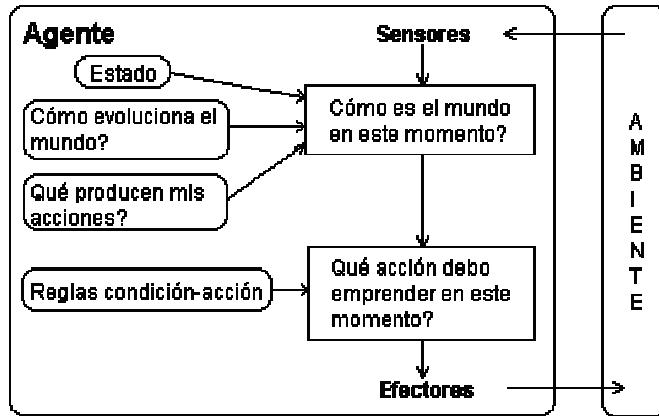 Agente
Sensores
Estado
Cómo evoluciona el
mundo?
Qué producen mis
acciones?
Cómo es el mundo
en este momento?
Reglas condición-acción
Qué acción debo
emprender en este
momento?
Efectores
A
M
B
I
E
N
T
E